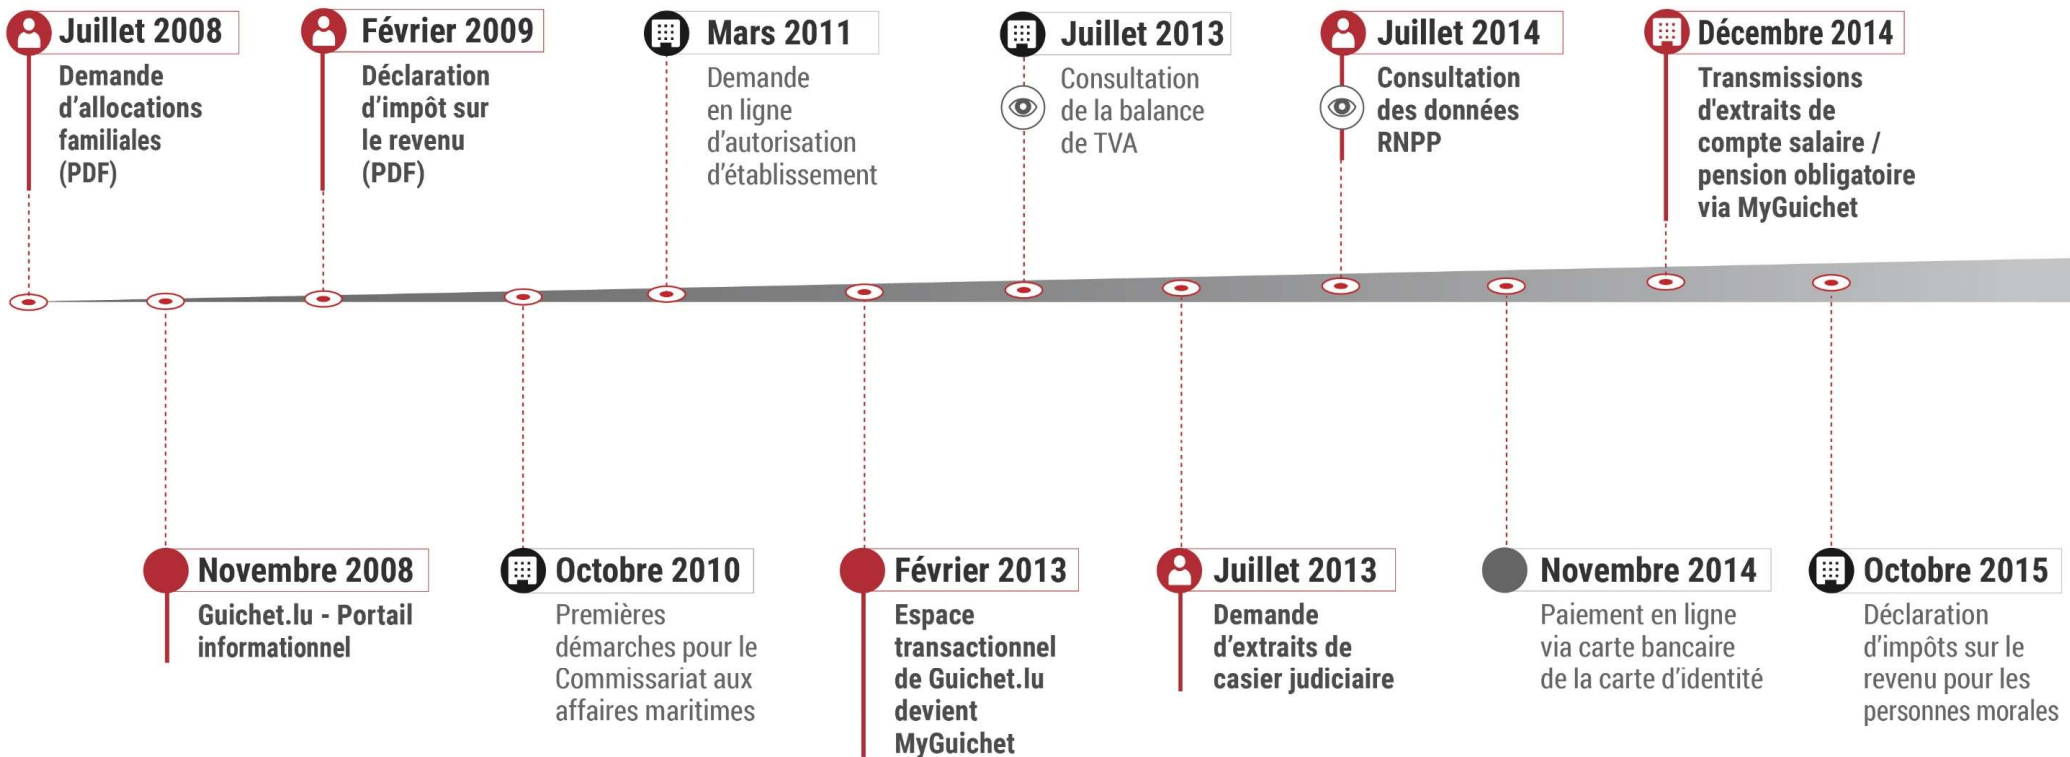 Juillet 2008
Demande
d'allocations
familiales
(PDF)
Février 2009
Déclaration
d'impôt sur
le revenu
(PDF)
Mars 2011
Demande
en ligne
d'autorisation
d'établissement
Juillet 2013
Consultation
de la balance
de TVA
Juillet 2014
Consultation
des données
RNPP
Décembre 2014
Transmissions
d'extraits de
compte salaire /
pension obligatoire
via MyGuichet
Novembre 2008
Guichet.lu - Portail
informationnel
Octobre 2010
Premières
démarches pour le
Commissariat aux
affaires maritimes
Février 2013
Espace
transactionnel
de Guichet.lu
devient
MyGuichet
Juillet 2013
Demande
d'extraits de
casier judiciaire
Novembre 2014
Paiement en ligne
via carte bancaire
de la carte d'identité
Octobre 2015
Déclaration
d'impôts sur le
revenu pour les
personnes morales